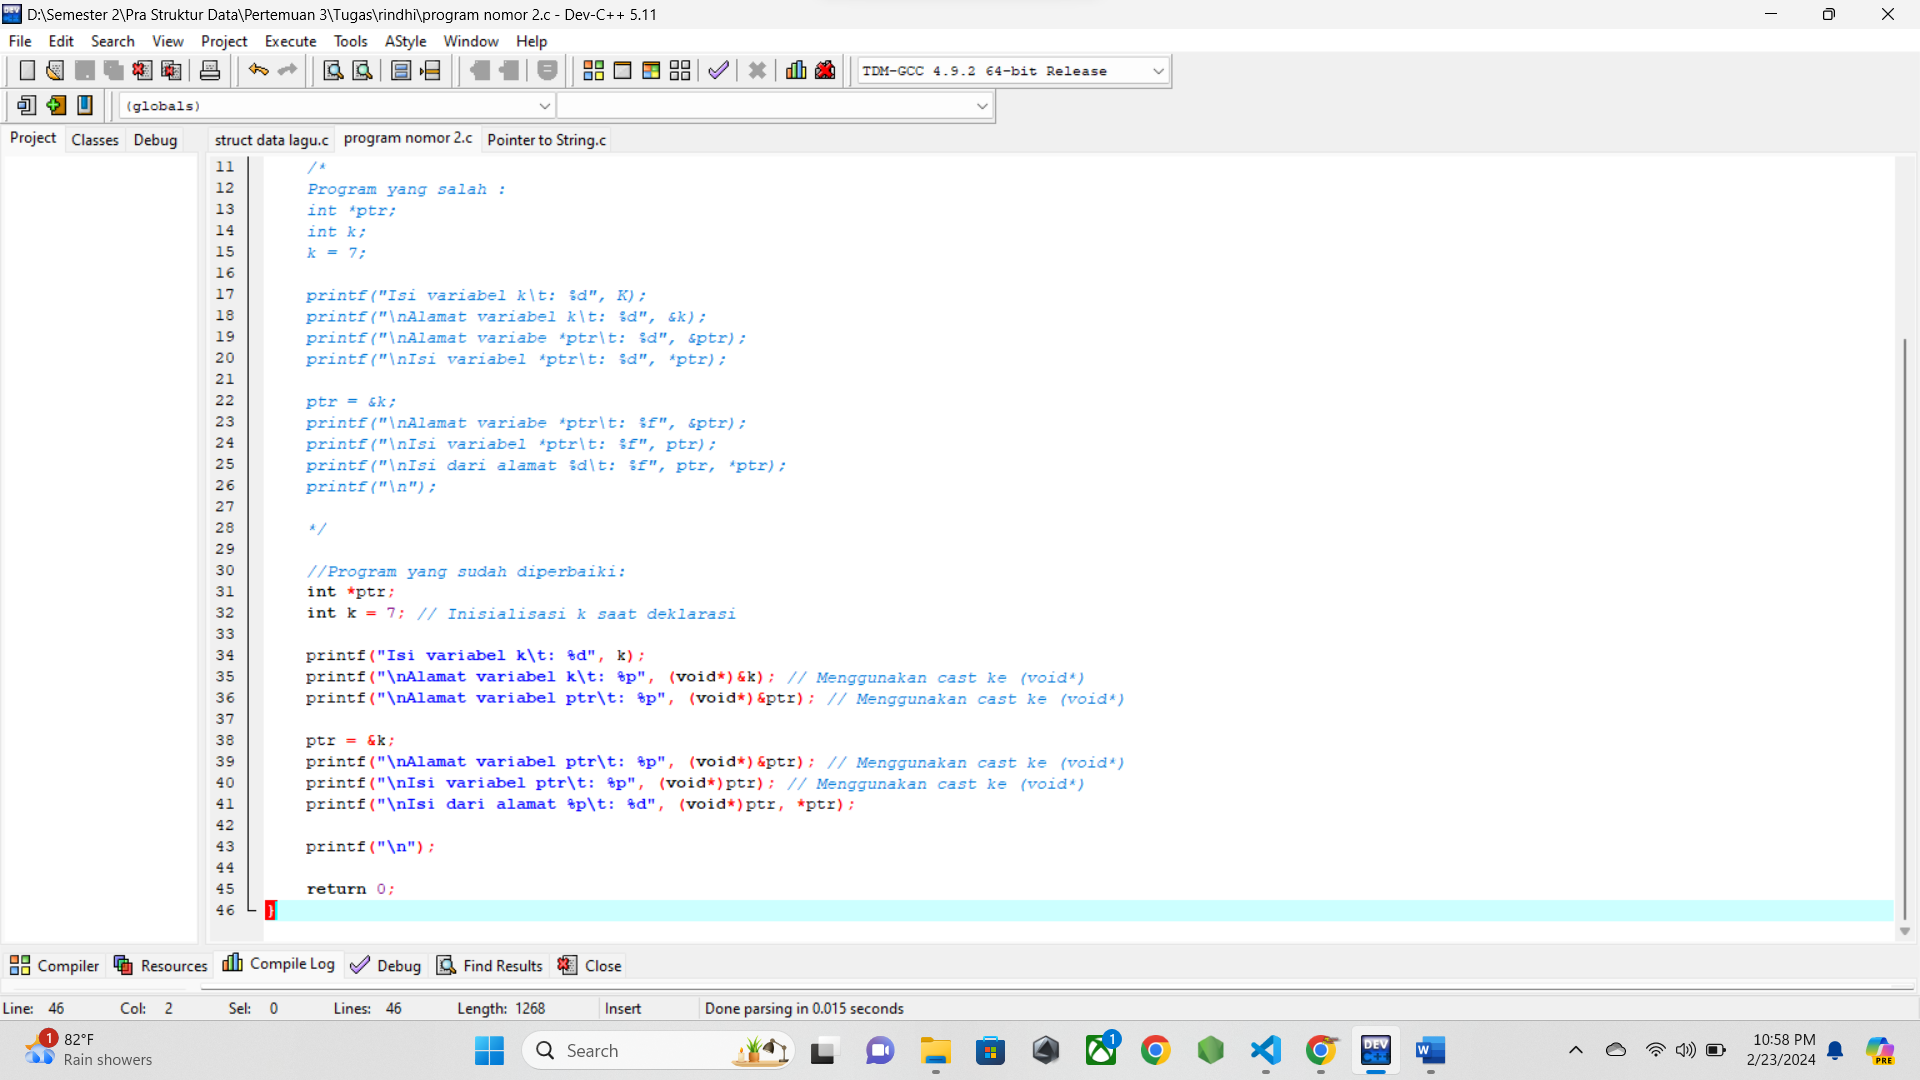 D:\Semester 2\Pra Struktur Data\Pertemuan 3\Tugas\rindhi\program nomor 2.c - Dev-C++ 5.11
File Edit Search View Project Execute Tools AStyle Window Help
TDM-GCC 4.9.2 64-bit Release
(globals)
Project Classes Debug struct data lagu.c program nomor 2.c Pointer to String.c
11 /*
12 Program yang salah :
13 int *ptr;
14 int k;
15 k = 7;
16
17 printf("Isi variabel k\t: %d", K);
18 printf("\nAlamat variabel k\t: %d", &k);
19 printf("\nAlamat variabe *ptr\t: %d", &ptr);
20 printf("\nIsi variabel *ptr\t: %d", *ptr);
21
22 ptr = &k;
23 printf("\nAlamat variabe *ptr\t: %f", &ptr);
24 printf("\nIsi variabel *ptr\t: %f", ptr);
25 printf("\nIsi dari alamat %d\t: %f", ptr, *ptr);
26 printf("\n");
27
28 */
29
30 //Program yang sudah diperbaiki:
31 int *ptr;
32 int k = 7; // Inisialisasi k saat deklarasi
33
34 printf("Isi variabel k\t: %d", k);
35 printf("\nAlamat variabel k\t: %p", (void*)&k); // Menggunakan cast ke (void*)
36 printf("\nAlamat variabel ptr\t: %p", (void*)&ptr); // Menggunakan cast ke (void*)
37
38 ptr = &k;
39 printf("\nAlamat variabel ptr\t: %p", (void*)&ptr); // Menggunakan cast ke (void*)
40 printf("\nIsi variabel ptr\t: %p", (void*)ptr); // Menggunakan cast ke (void*)
41 printf("\nIsi dari alamat %p\t: %d", (void*)ptr, *ptr);
42
43 printf("\n");
44
45 return 0;
46 }
Compiler Resources Compile Log Debug Find Results Close
Line: 46 Col: 2 Sel: 0 Lines: 46 Length: 1268 Insert Done parsing in 0.015 seconds
1 82°F
Rain showers
Search
1
DEV C++
W
PRE
10:58 PM
2/23/2024